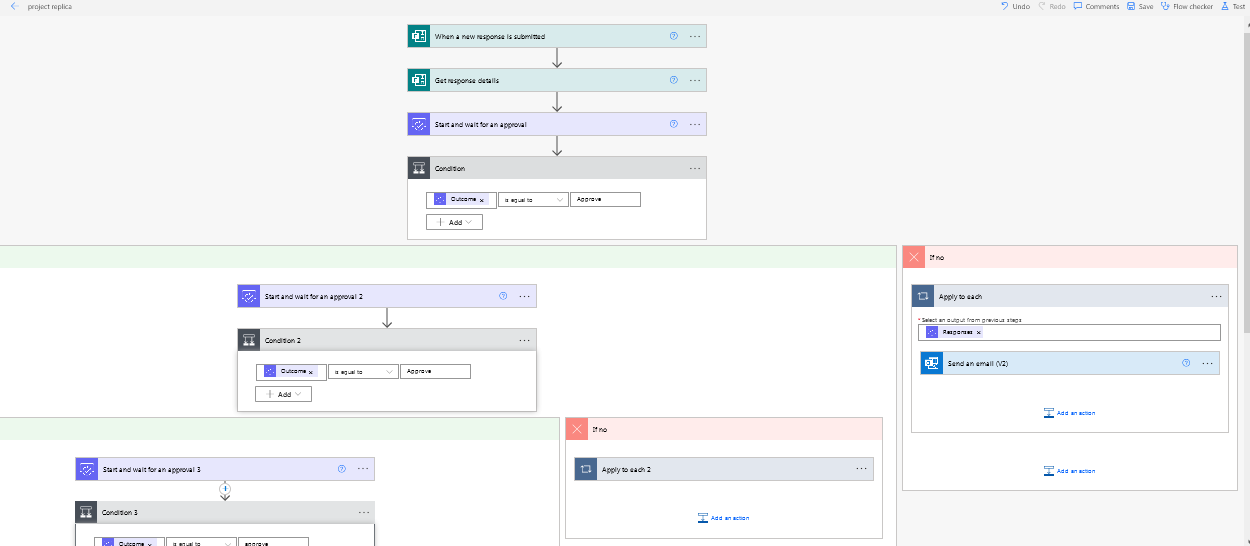 project replica
Undo Redo Comments Save Flow checker Test
When a new response is submitted
Get response details
Start and wait for an approval
Condition
Outcome × is equal to Approve
Add
If no
Start and wait for an approval 2
Apply to each
* Select an output from previous steps
Responses ×
Condition 2
Send an email (V2)
Outcome × is equal to Approve
Add
Add an action
If no
Start and wait for an approval 3
Apply to each 2
Add an action
Condition 3
Add an action
Outcome × is equal to approve